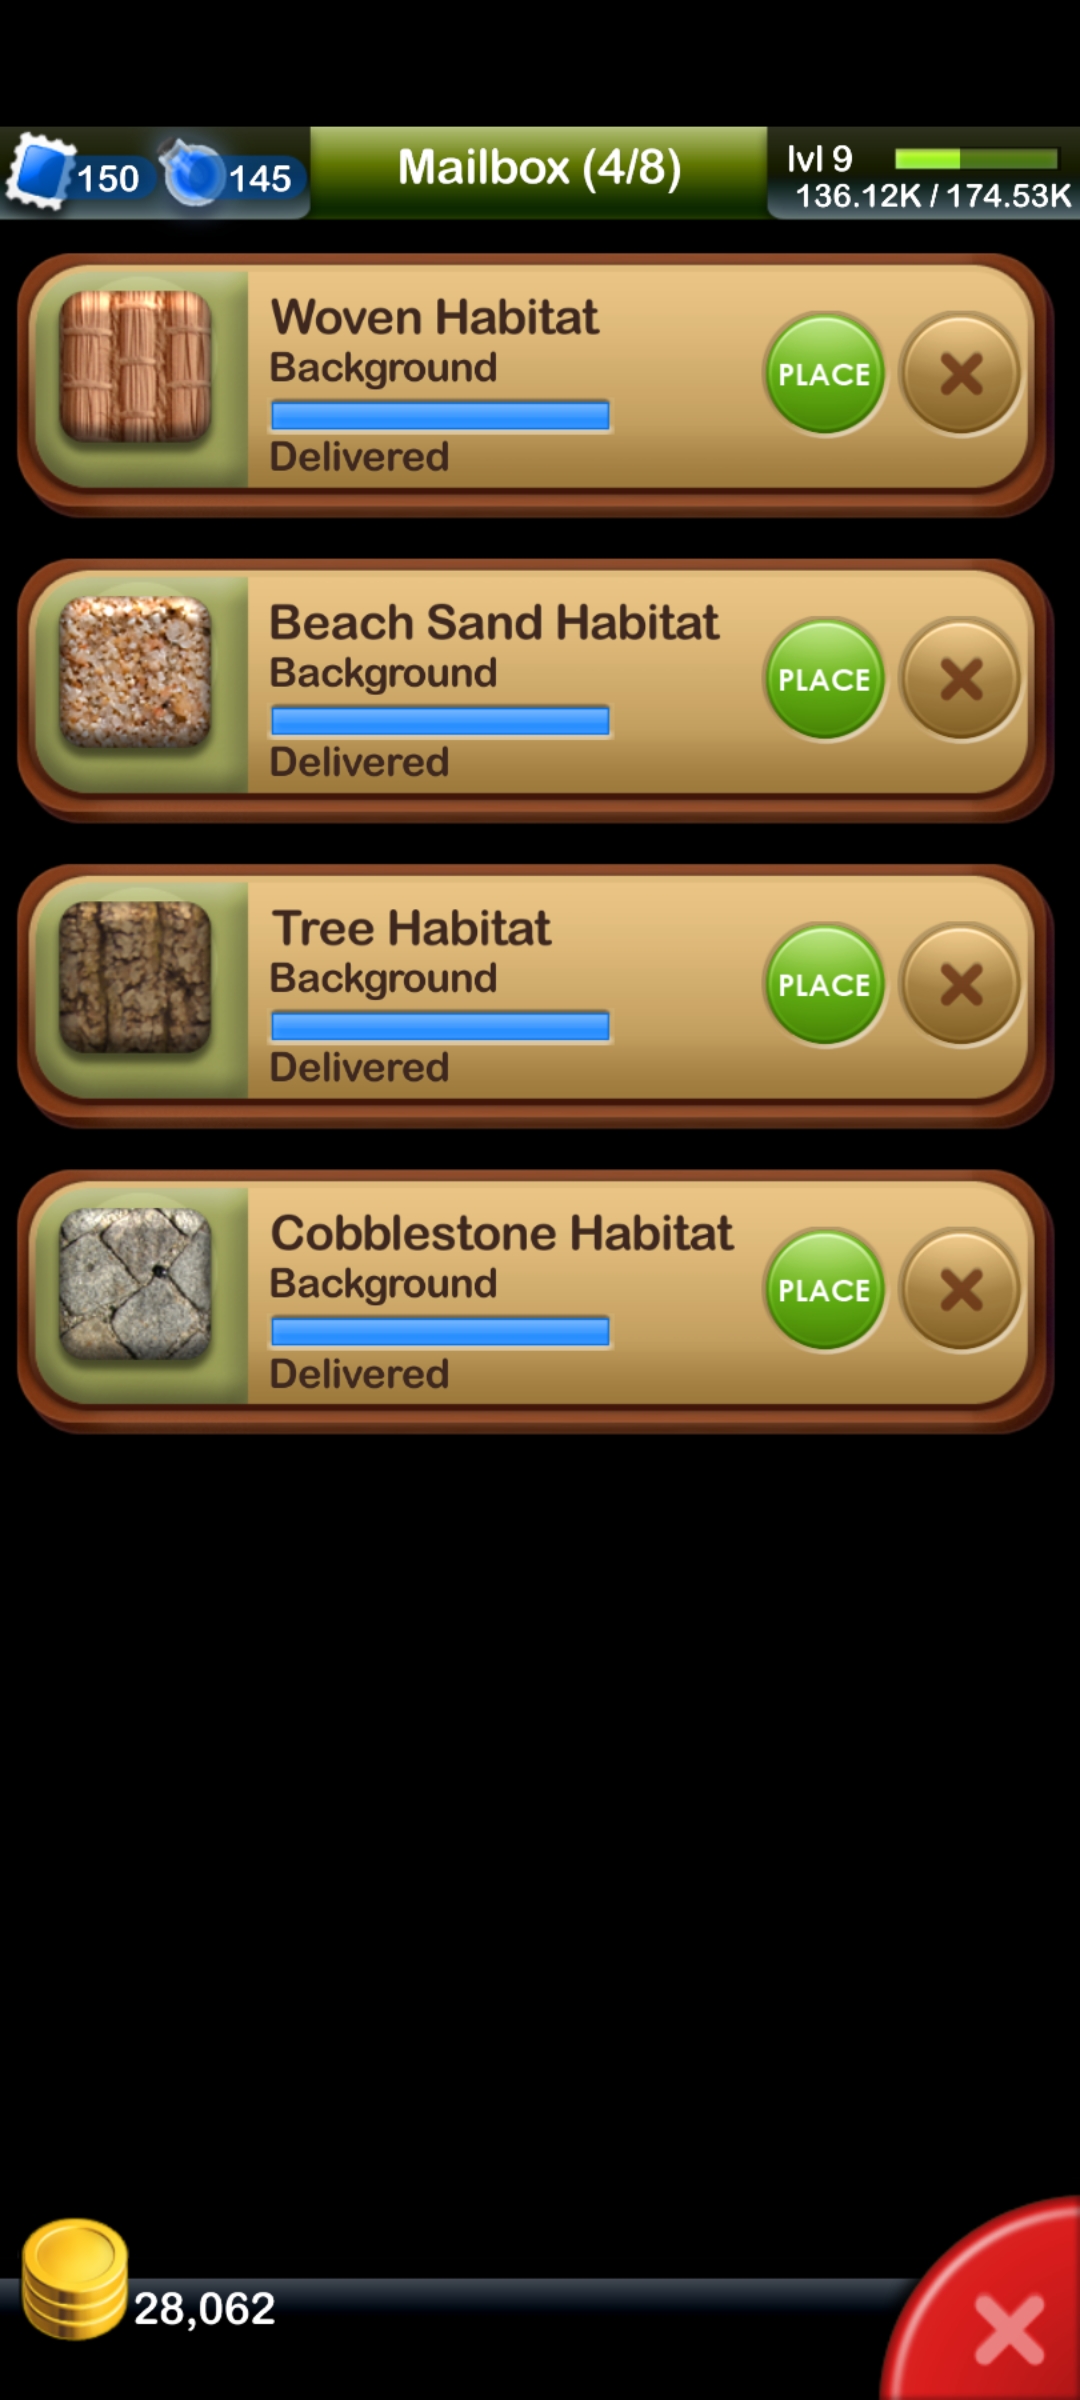 150
145
Mailbox (4/8)
lvl 9
136.12K / 174.53K
Woven Habitat
Background
Delivered
PLACE
Beach Sand Habitat
Background
Delivered
PLACE
Tree Habitat
Background
Delivered
PLACE
Cobblestone Habitat
Background
Delivered
PLACE
28,062